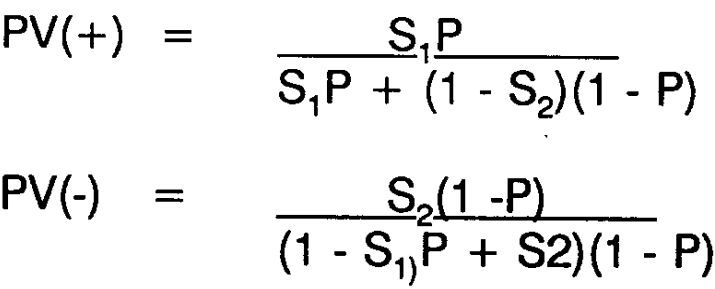 PV(+) = S₁P
S₁P + (1 - S₂)(1 - P)
PV(-) = S₂(1 -P)
(1 - S₁₎P + S2)(1 - P)